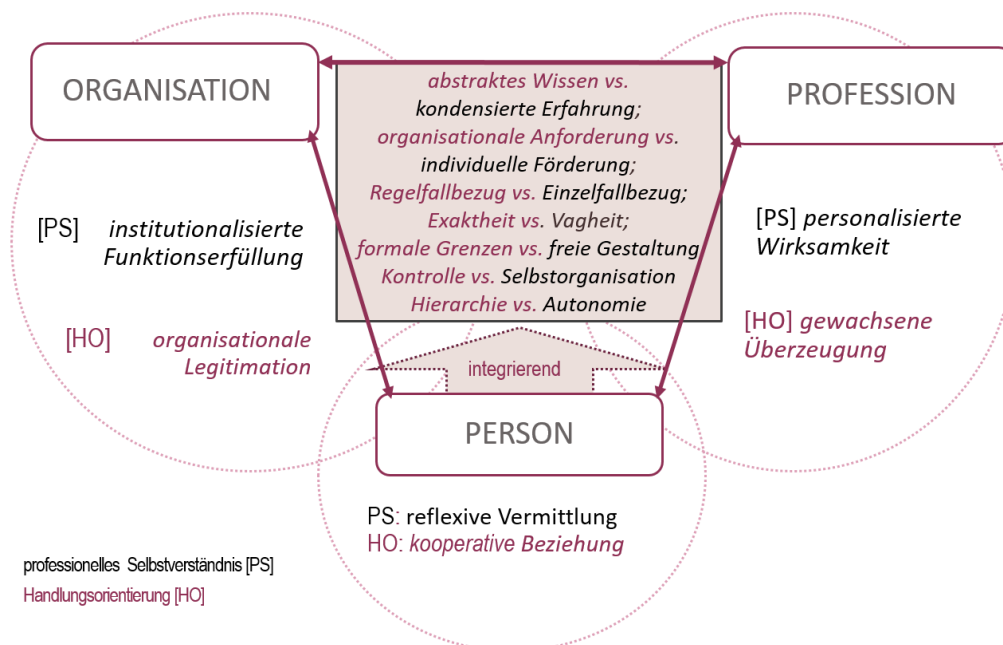 ORGANISATION
PROFESSION
abstraktes Wissen vs.
kondensierte Erfahrung;
organisationale Anforderung vs.
individuelle Förderung;
Regelfallbezug vs. Einzelfallbezug;
Exaktheit vs. Vagheit;
formale Grenzen vs. freie Gestaltung
Kontrolle vs. Selbstorganisation
Hierarchie vs. Autonomie
[PS] institutionalisierte
Funktionserfüllung
[HO] organisationale
Legitimation
[PS] personalisierte
Wirksamkeit
[HO] gewachsene
Überzeugung
integrierend
PERSON
PS: reflexive Vermittlung
HO: kooperative Beziehung
professionelles Selbstverständnis [PS]
Handlungsorientierung [HO]